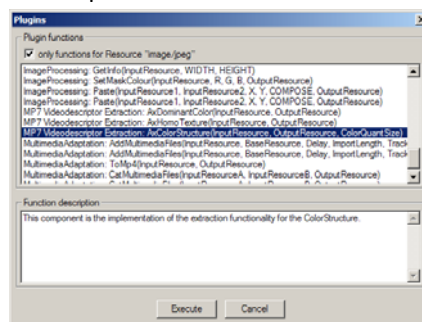 Plugins
Plugin functions
only functions for Resource "image/jpeg"
ImageProcessing: GetInfo(InputResource, WIDTH, HEIGHT)
ImageProcessing: SetMaskColour(InputResource, R, G, B, OutputResource)
ImageProcessing: Paste(InputResource1, InputResource2, X, Y, COMPOSE, OutputResource)
ImageProcessing: Paste(InputResource1, InputResource2, X, Y, COMPOSE, OutputResource)
MP7 Videodescriptor Extraction: AxDominantColor(InputResource, OutputResource)
MP7 Videodescriptor Extraction: AxHomoTexture(InputResource, OutputResource)
MP7 Videodescriptor Extraction: AxColorStructure(InputResource, OutputResource, ColorQuantSize)
MultimediaAdaptation: AddMultimediaFiles(InputResource, BaseResource, Delay, ImportLength, Track
MultimediaAdaptation: AddMultimediaFiles(InputResource, BaseResource, Delay, ImportLength, Track
MultimediaAdaptation: ToMp4(InputResource, OutputResource)
MultimediaAdaptation: CatMultimediaFiles(InputResourceA, InputResourceB, OutputResource)
Function description
This component is the implementation of the extraction functionality for the ColorStructure.
Execute
Cancel